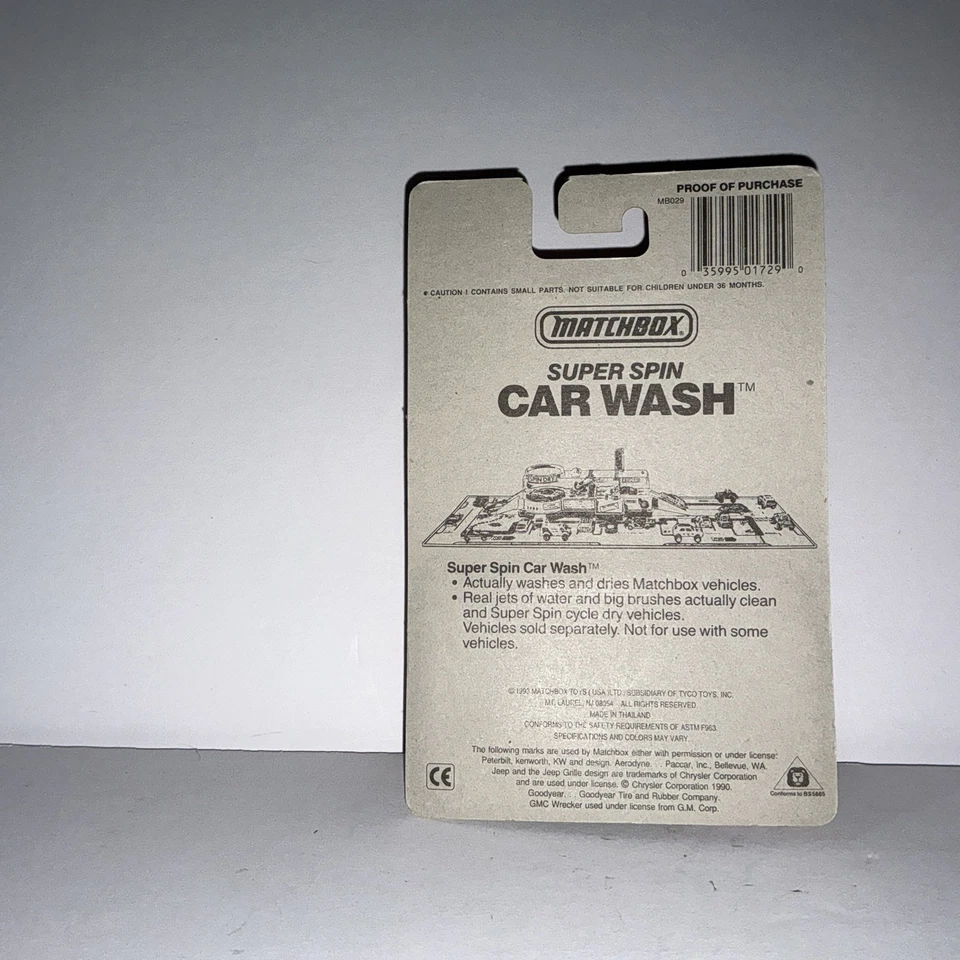 PROOF OF PURCHASE
MB029
0 35995 01729 0
• CAUTION ! CONTAINS SMALL PARTS. NOT SUITABLE FOR CHILDREN UNDER 36 MONTHS.
MATCHBOX®
SUPER SPIN
CAR WASH™
SPIN DRY
Super Spin Car Wash™
• Actually washes and dries Matchbox vehicles.
• Real jets of water and big brushes actually clean
and Super Spin cycle dry vehicles.
Vehicles sold separately. Not for use with some
vehicles.
MATCHBOX TOYS (USA) LTD. SUBSIDIARY OF TYCO TOYS, INC.
MT. LAUREL, NJ 08054 ALL RIGHTS RESERVED.
MADE IN THAILAND
CONFORMS TO THE SAFETY REQUIREMENTS OF ASTM F963.
SPECIFICATIONS AND COLORS MAY VARY.
The following marks are used by Matchbox either with permission or under license:
Peterbilt, kenworth, KW and design. Aerodyne. . . Paccar, Inc., Bellevue, WA.
Jeep and the Jeep Grille design are trademarks of Chrysler Corporation
and are used under license. © Chrysler Corporation 1990.
Goodyear. . . Goodyear Tire and Rubber Company.
GMC Wrecker used under license from G.M. Corp.
CE
Conforms to BS5665